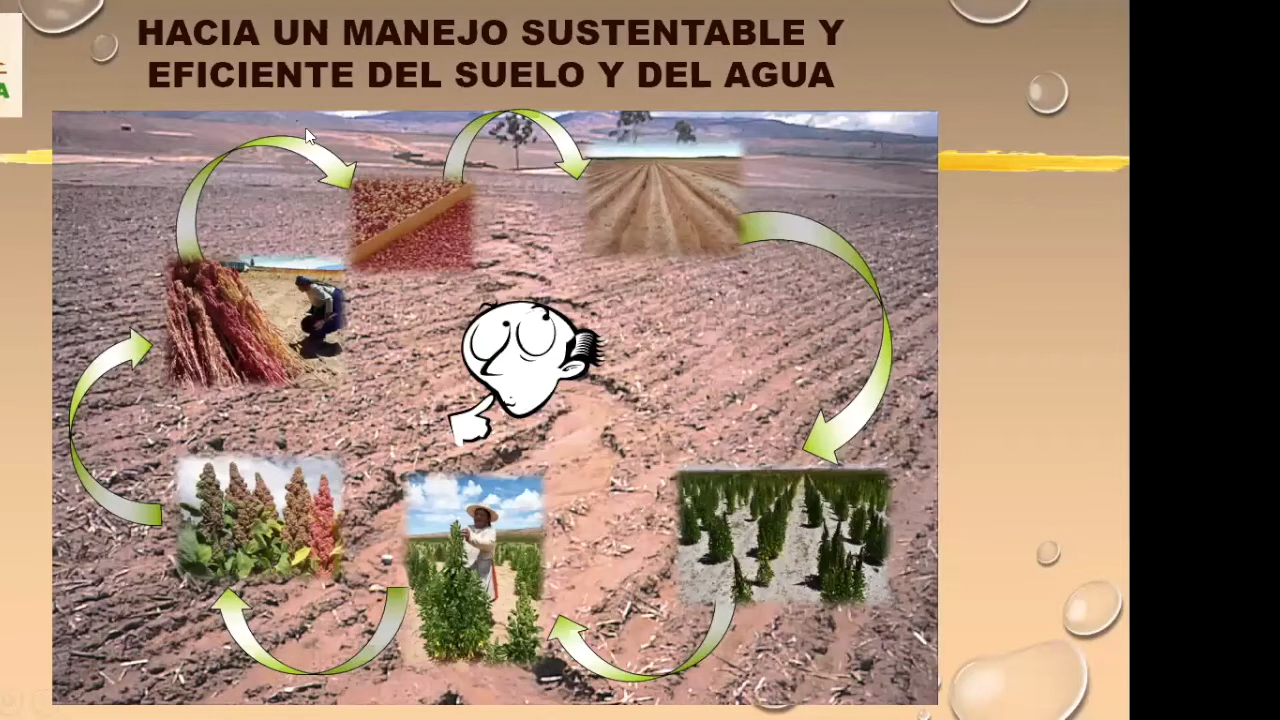 HACIA UN MANEJO SUSTENTABLE Y
EFICIENTE DEL SUELO Y DEL AGUA
A